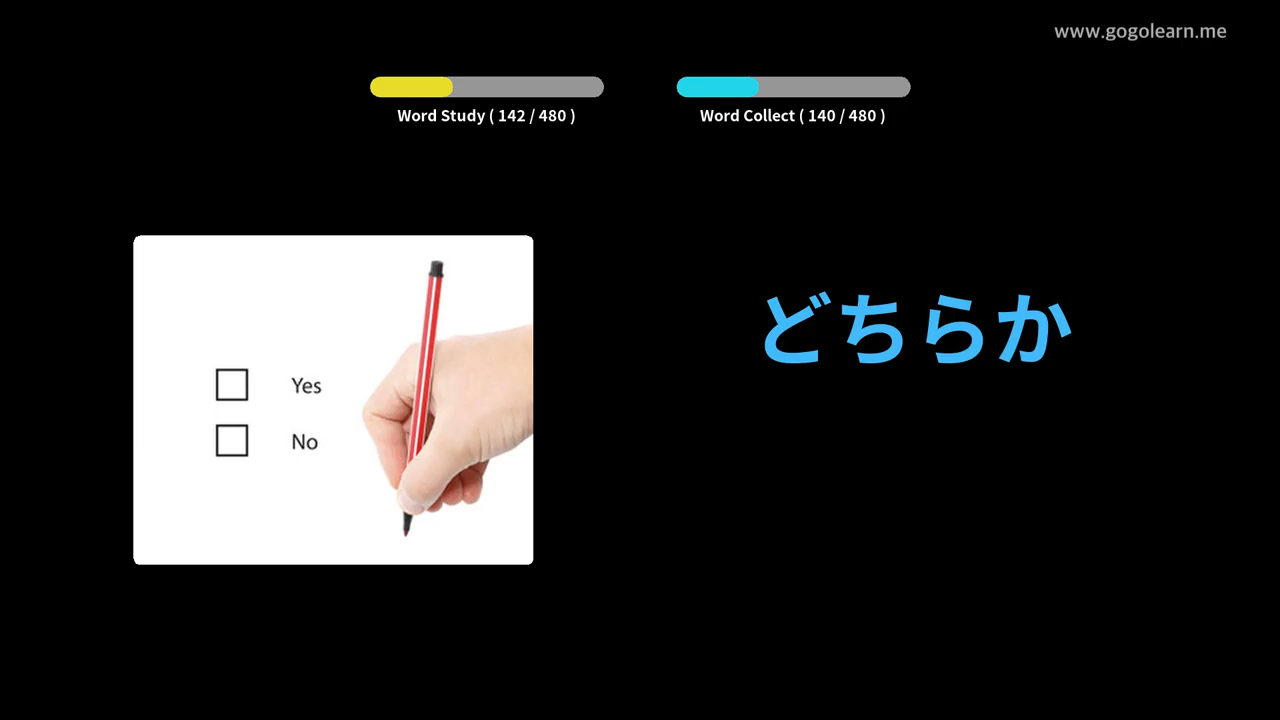 www.gogolearn.me
Word Study ( 142 / 480 )
Word Collect ( 140 / 480 )
Yes
No
どちらか